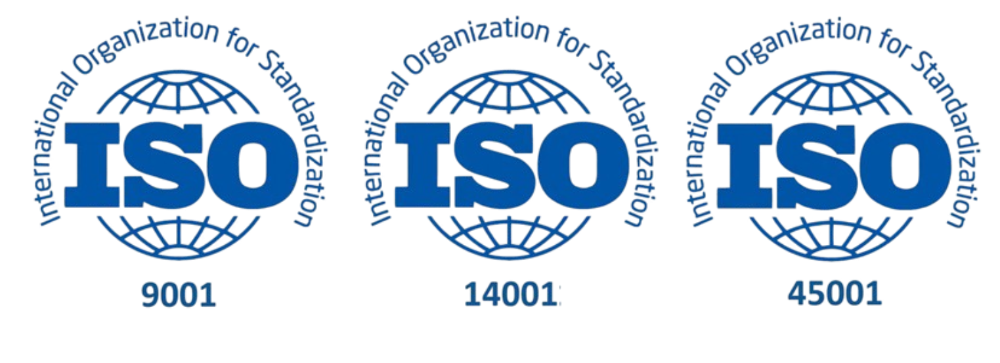 International Organization for Standardization
ISO
9001
International Organization for Standardization
ISO
14001
International Organization for Standardization
ISO
45001